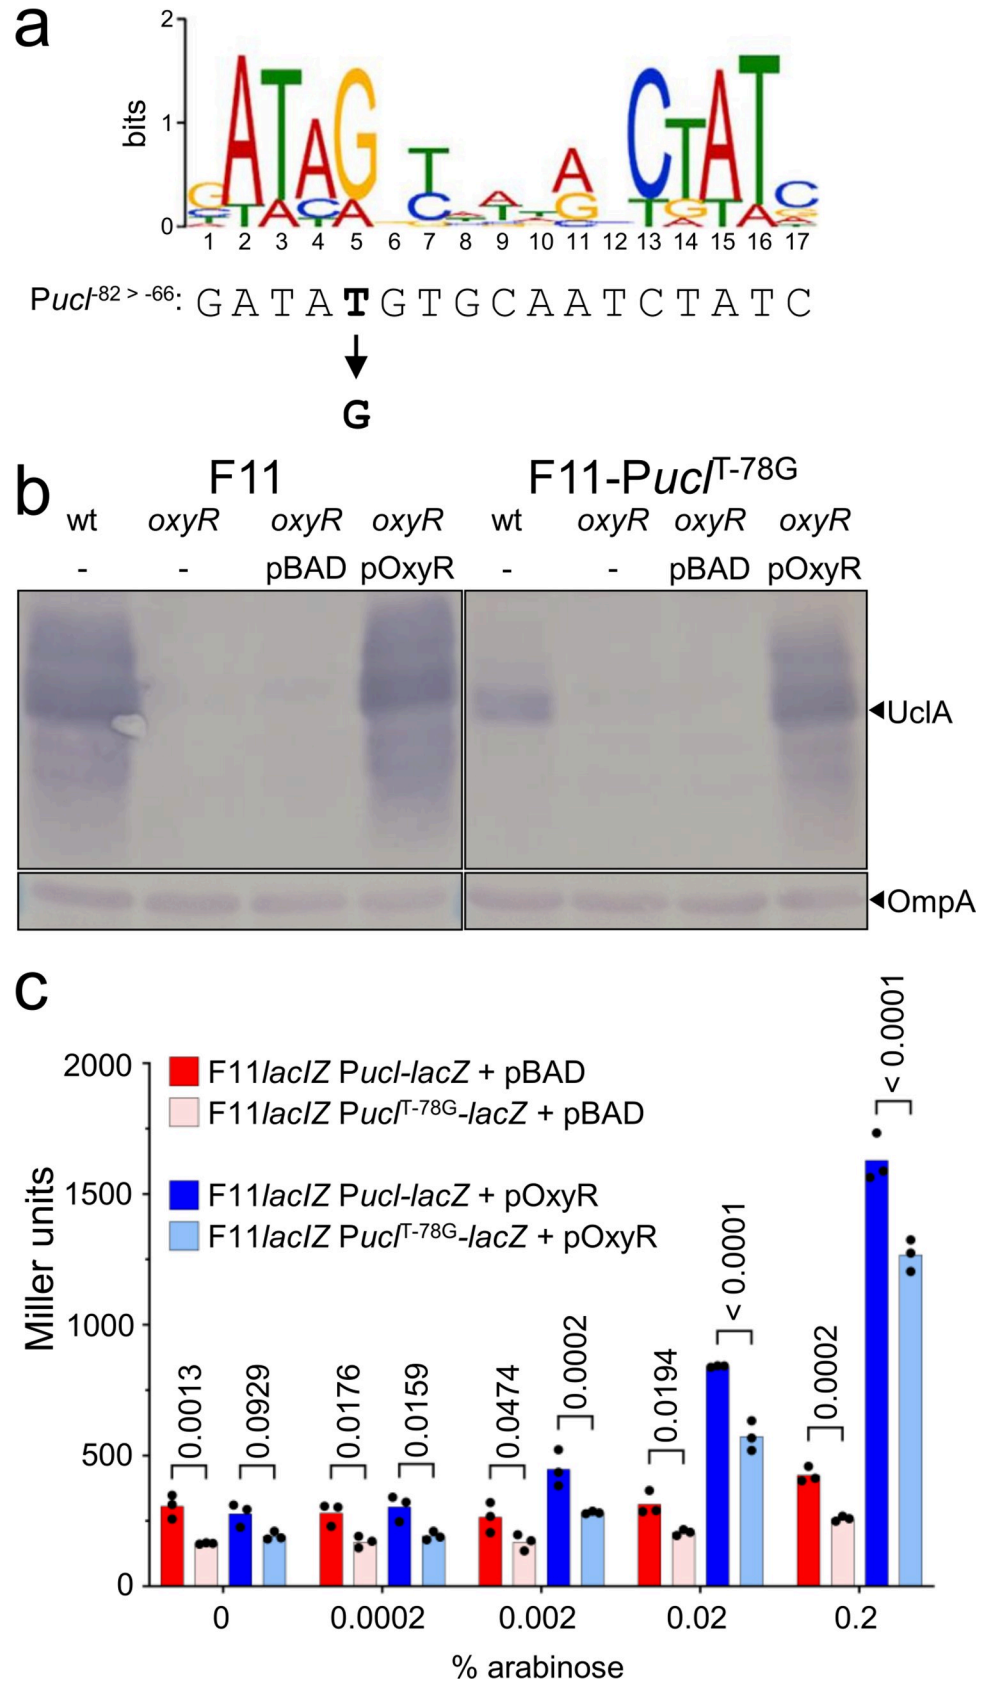 a
2
bits
1
0
1 2 3 4 5 6 7 8 9 10 11 12 13 14 15 16 17
Pucl-82 > -66: G A T A T G T G C A A T C T A T C
G
b
F11 F11-PuclT-78G
wt oxyR oxyR oxyR wt oxyR oxyR oxyR
- - pBAD pOxyR - - pBAD pOxyR
UclA
OmpA
c
2000
1500
1000
500
0
Miller units
F11lacIZ Pucl-lacZ + pBAD
F11lacIZ PuclT-78G-lacZ + pBAD
F11lacIZ Pucl-lacZ + pOxyR
F11lacIZ PuclT-78G-lacZ + pOxyR
0.0013 0.0929 0.0176 0.0159 0.0474 0.0002 0.0194 < 0.0001 0.0002 < 0.0001
0 0.0002 0.002 0.02 0.2
% arabinose